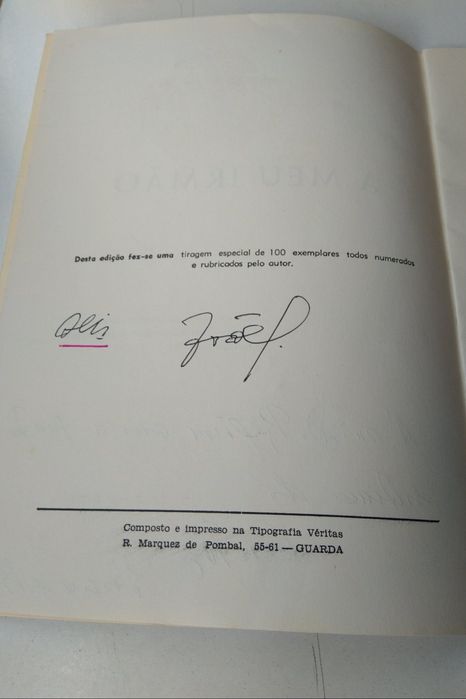 Desta edição fez-se uma tiragem especial de 100 exemplares todos numerados
e rubricados pelo autor.
seis
Composto e impresso na Tipografia Véritas
R. Marquez de Pombal, 55-61 — GUARDA